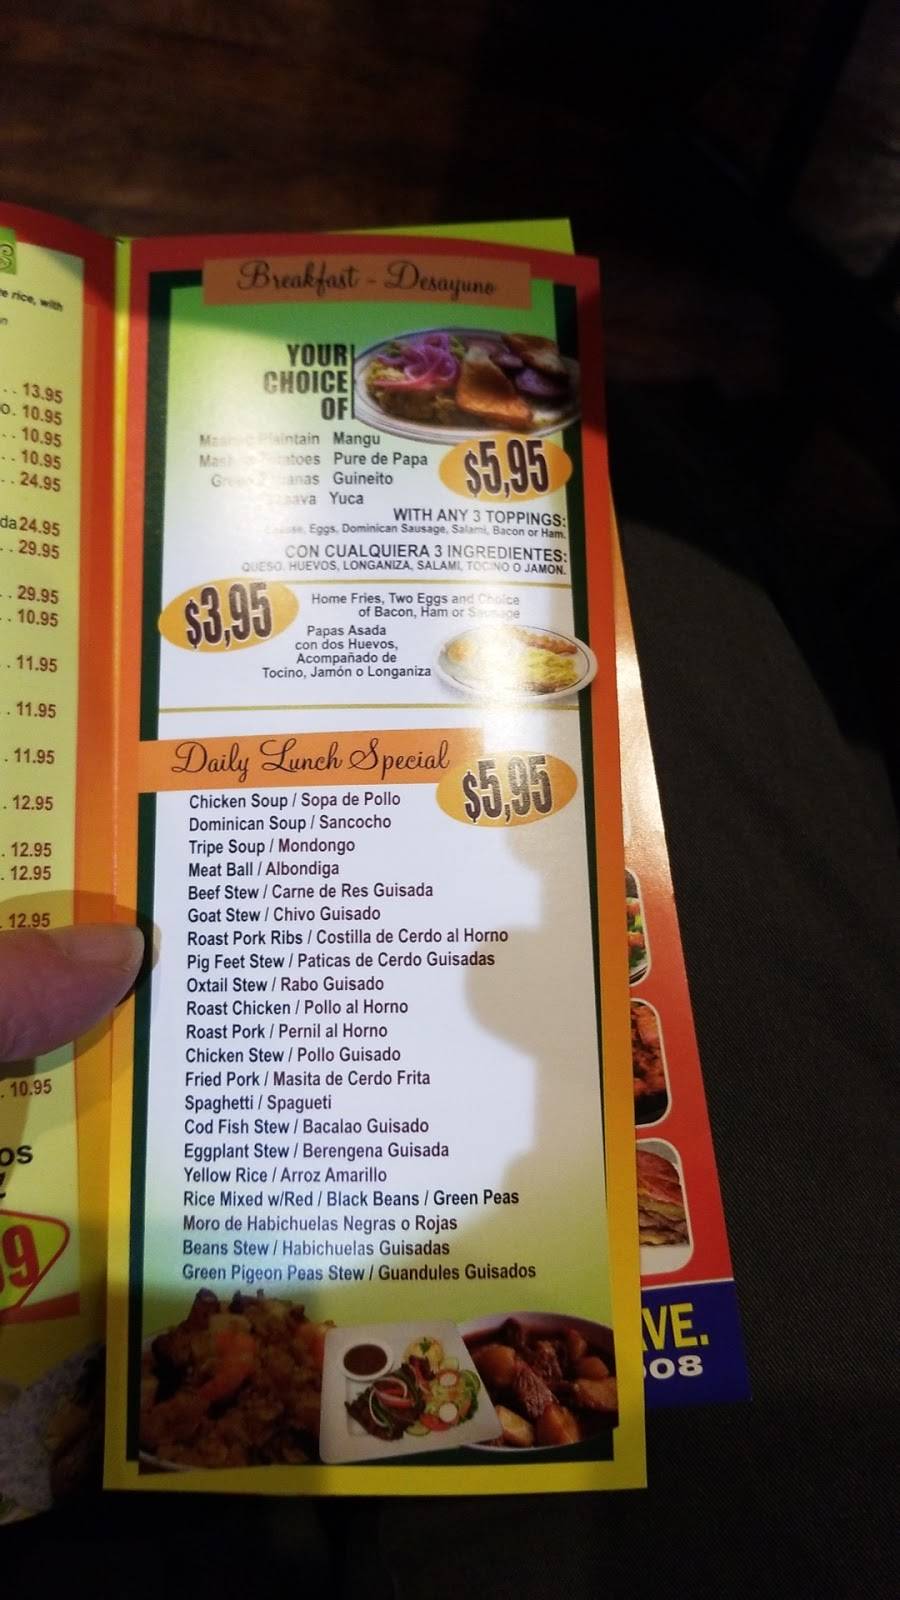 S
e rice, with
. . 13.95
o. 10.95
. . 10.95
. . 10.95
. . 24.95
da 24.95
. . 29.95
. . 29.95
. . 10.95
. . 11.95
. . 11.95
. 11.95
. 12.95
. 12.95
. 12.95
. 12.95
. 10.95
os
9
Breakfast - Desayuno
YOUR
CHOICE
OF
Plaintain Mangu
Pure de Papa
Guineito
Yuca
$5,95
WITH ANY 3 TOPPINGS:
Eggs, Dominican Sausage, Salami, Bacon or Ham.
CON CUALQUIERA 3 INGREDIENTES:
QUESO, HUEVOS, LONGANIZA, SALAMI, TOCINO O JAMON.
$3,95
Home Fries, Two Eggs and Choice
of Bacon, Ham or Sausage
Papas Asada
con dos Huevos,
Acompañado de
Tocino, Jamón o Longaniza
Daily Lunch Special
$5,95
Chicken Soup / Sopa de Pollo
Dominican Soup / Sancocho
Tripe Soup / Mondongo
Meat Ball / Albondiga
Beef Stew / Carne de Res Guisada
Goat Stew / Chivo Guisado
Roast Pork Ribs / Costilla de Cerdo al Horno
Pig Feet Stew / Paticas de Cerdo Guisadas
Oxtail Stew / Rabo Guisado
Roast Chicken / Pollo al Horno
Roast Pork / Pernil al Horno
Chicken Stew / Pollo Guisado
Fried Pork / Masita de Cerdo Frita
Spaghetti / Spagueti
Cod Fish Stew / Bacalao Guisado
Eggplant Stew / Berengena Guisada
Yellow Rice / Arroz Amarillo
Rice Mixed w/Red / Black Beans / Green Peas
Moro de Habichuelas Negras o Rojas
Beans Stew / Habichuelas Guisadas
Green Pigeon Peas Stew / Guandules Guisados
VE.
508